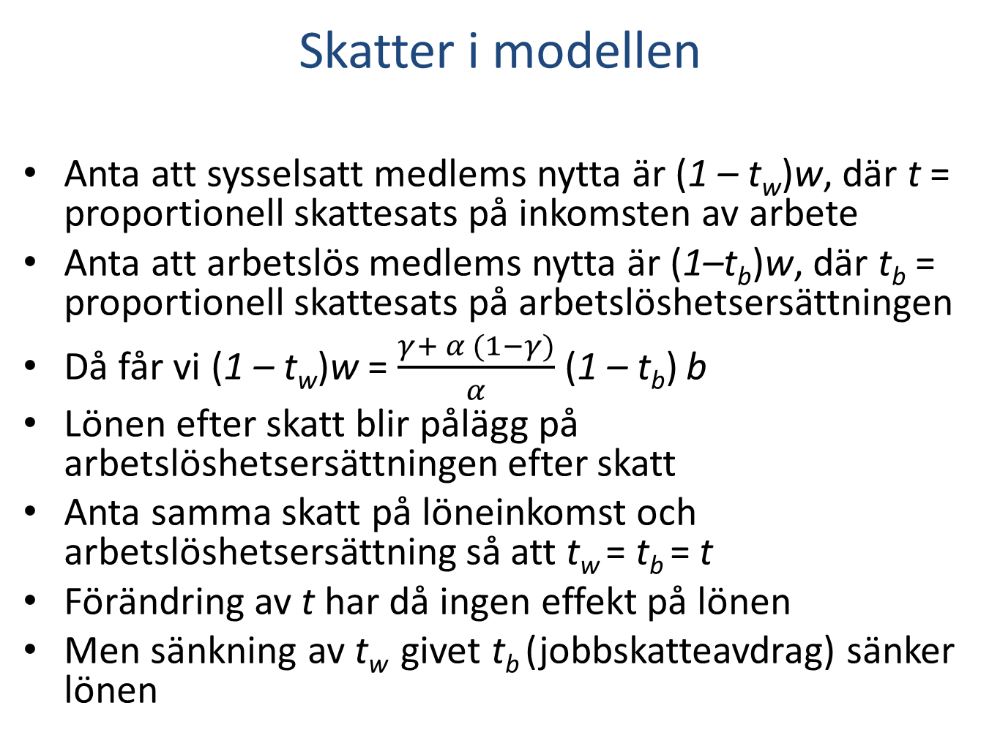 Skatter i modellen
• Anta att sysselsatt medlems nytta är (1 – t_w)w, där t =
proportionell skattesats på inkomsten av arbete
• Anta att arbetslös medlems nytta är (1–t_b)w, där t_b =
proportionell skattesats på arbetslöshetsersättningen
• Då får vi (1 – t_w)w = \frac{γ+ α (1−γ)}{α} (1 – t_b) b
• Lönen efter skatt blir pålägg på
arbetslöshetsersättningen efter skatt
• Anta samma skatt på löneinkomst och
arbetslöshetsersättning så att t_w = t_b = t
• Förändring av t har då ingen effekt på lönen
• Men sänkning av t_w givet t_b (jobbskatteavdrag) sänker
lönen